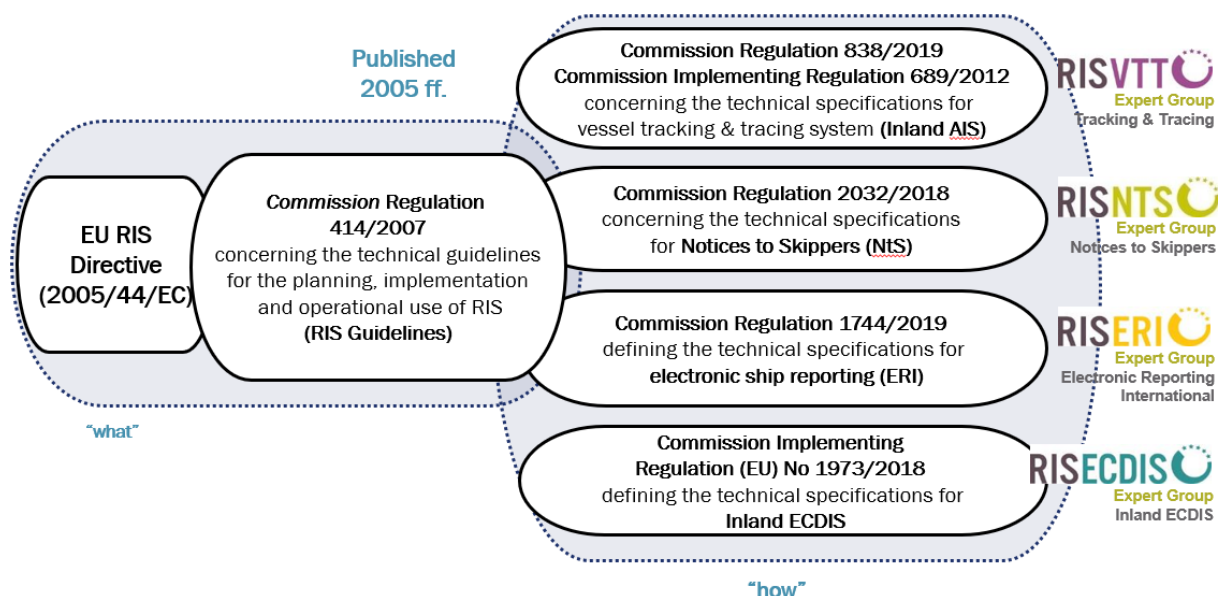 Published
2005 ff.
EU RIS
Directive
(2005/44/EC)
Commission Regulation
414/2007
concerning the technical guidelines
for the planning, implementation
and operational use of RIS
(RIS Guidelines)
"what"
Commission Regulation 838/2019
Commission Implementing Regulation 689/2012
concerning the technical specifications for
vessel tracking & tracing system (Inland AIS)
RISVTT
Expert Group
Tracking & Tracing
Commission Regulation 2032/2018
concerning the technical specifications
for Notices to Skippers (NtS)
RISNTS
Expert Group
Notices to Skippers
Commission Regulation 1744/2019
defining the technical specifications for
electronic ship reporting (ERI)
RISERI
Expert Group
Electronic Reporting
International
Commission Implementing
Regulation (EU) No 1973/2018
defining the technical specifications for
Inland ECDIS
RISECDIS
Expert Group
Inland ECDIS
"how"